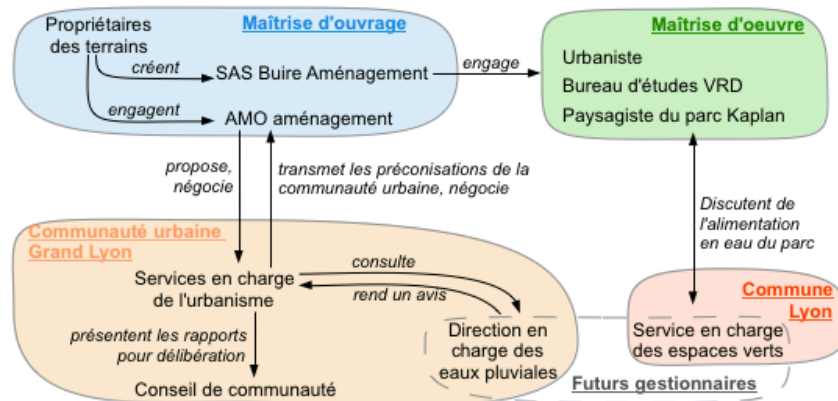 Propriétaires
des terrains
Maîtrise d'ouvrage
créent
SAS Buire Aménagement
engagent
AMO aménagement
engage
Maîtrise d'oeuvre
Urbaniste
Bureau d'études VRD
Paysagiste du parc Kaplan
propose,
négocie
transmet les préconisations de la
communauté urbaine, négocie
Discutent de
l'alimentation
en eau du parc
Communauté urbaine
Grand Lyon
Services en charge
de l'urbanisme
consulte
rend un avis
présentent les rapports
pour délibération
Conseil de communauté
Direction en
charge des
eaux pluviales
Commune
Lyon
Service en charge
des espaces verts
Futurs gestionnaires